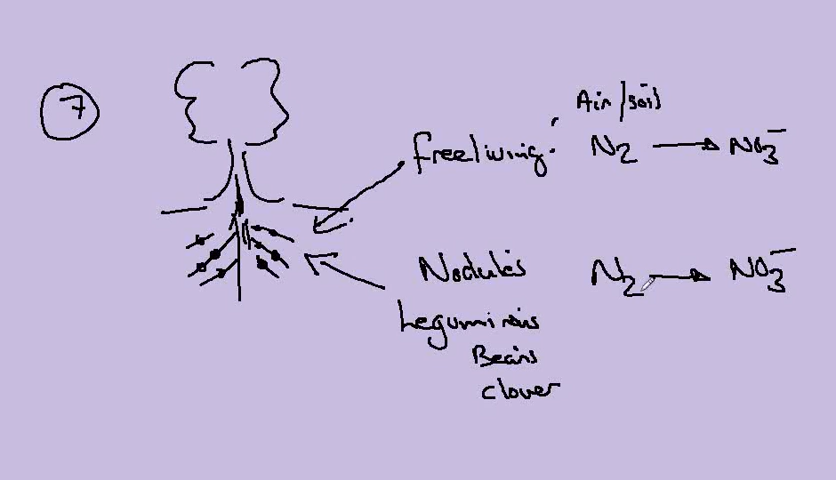 7
Air/soil
freeliving: N₂ → NO₃⁻
Nodules N₂ → NO₃⁻
Leguminous
Beans
clover